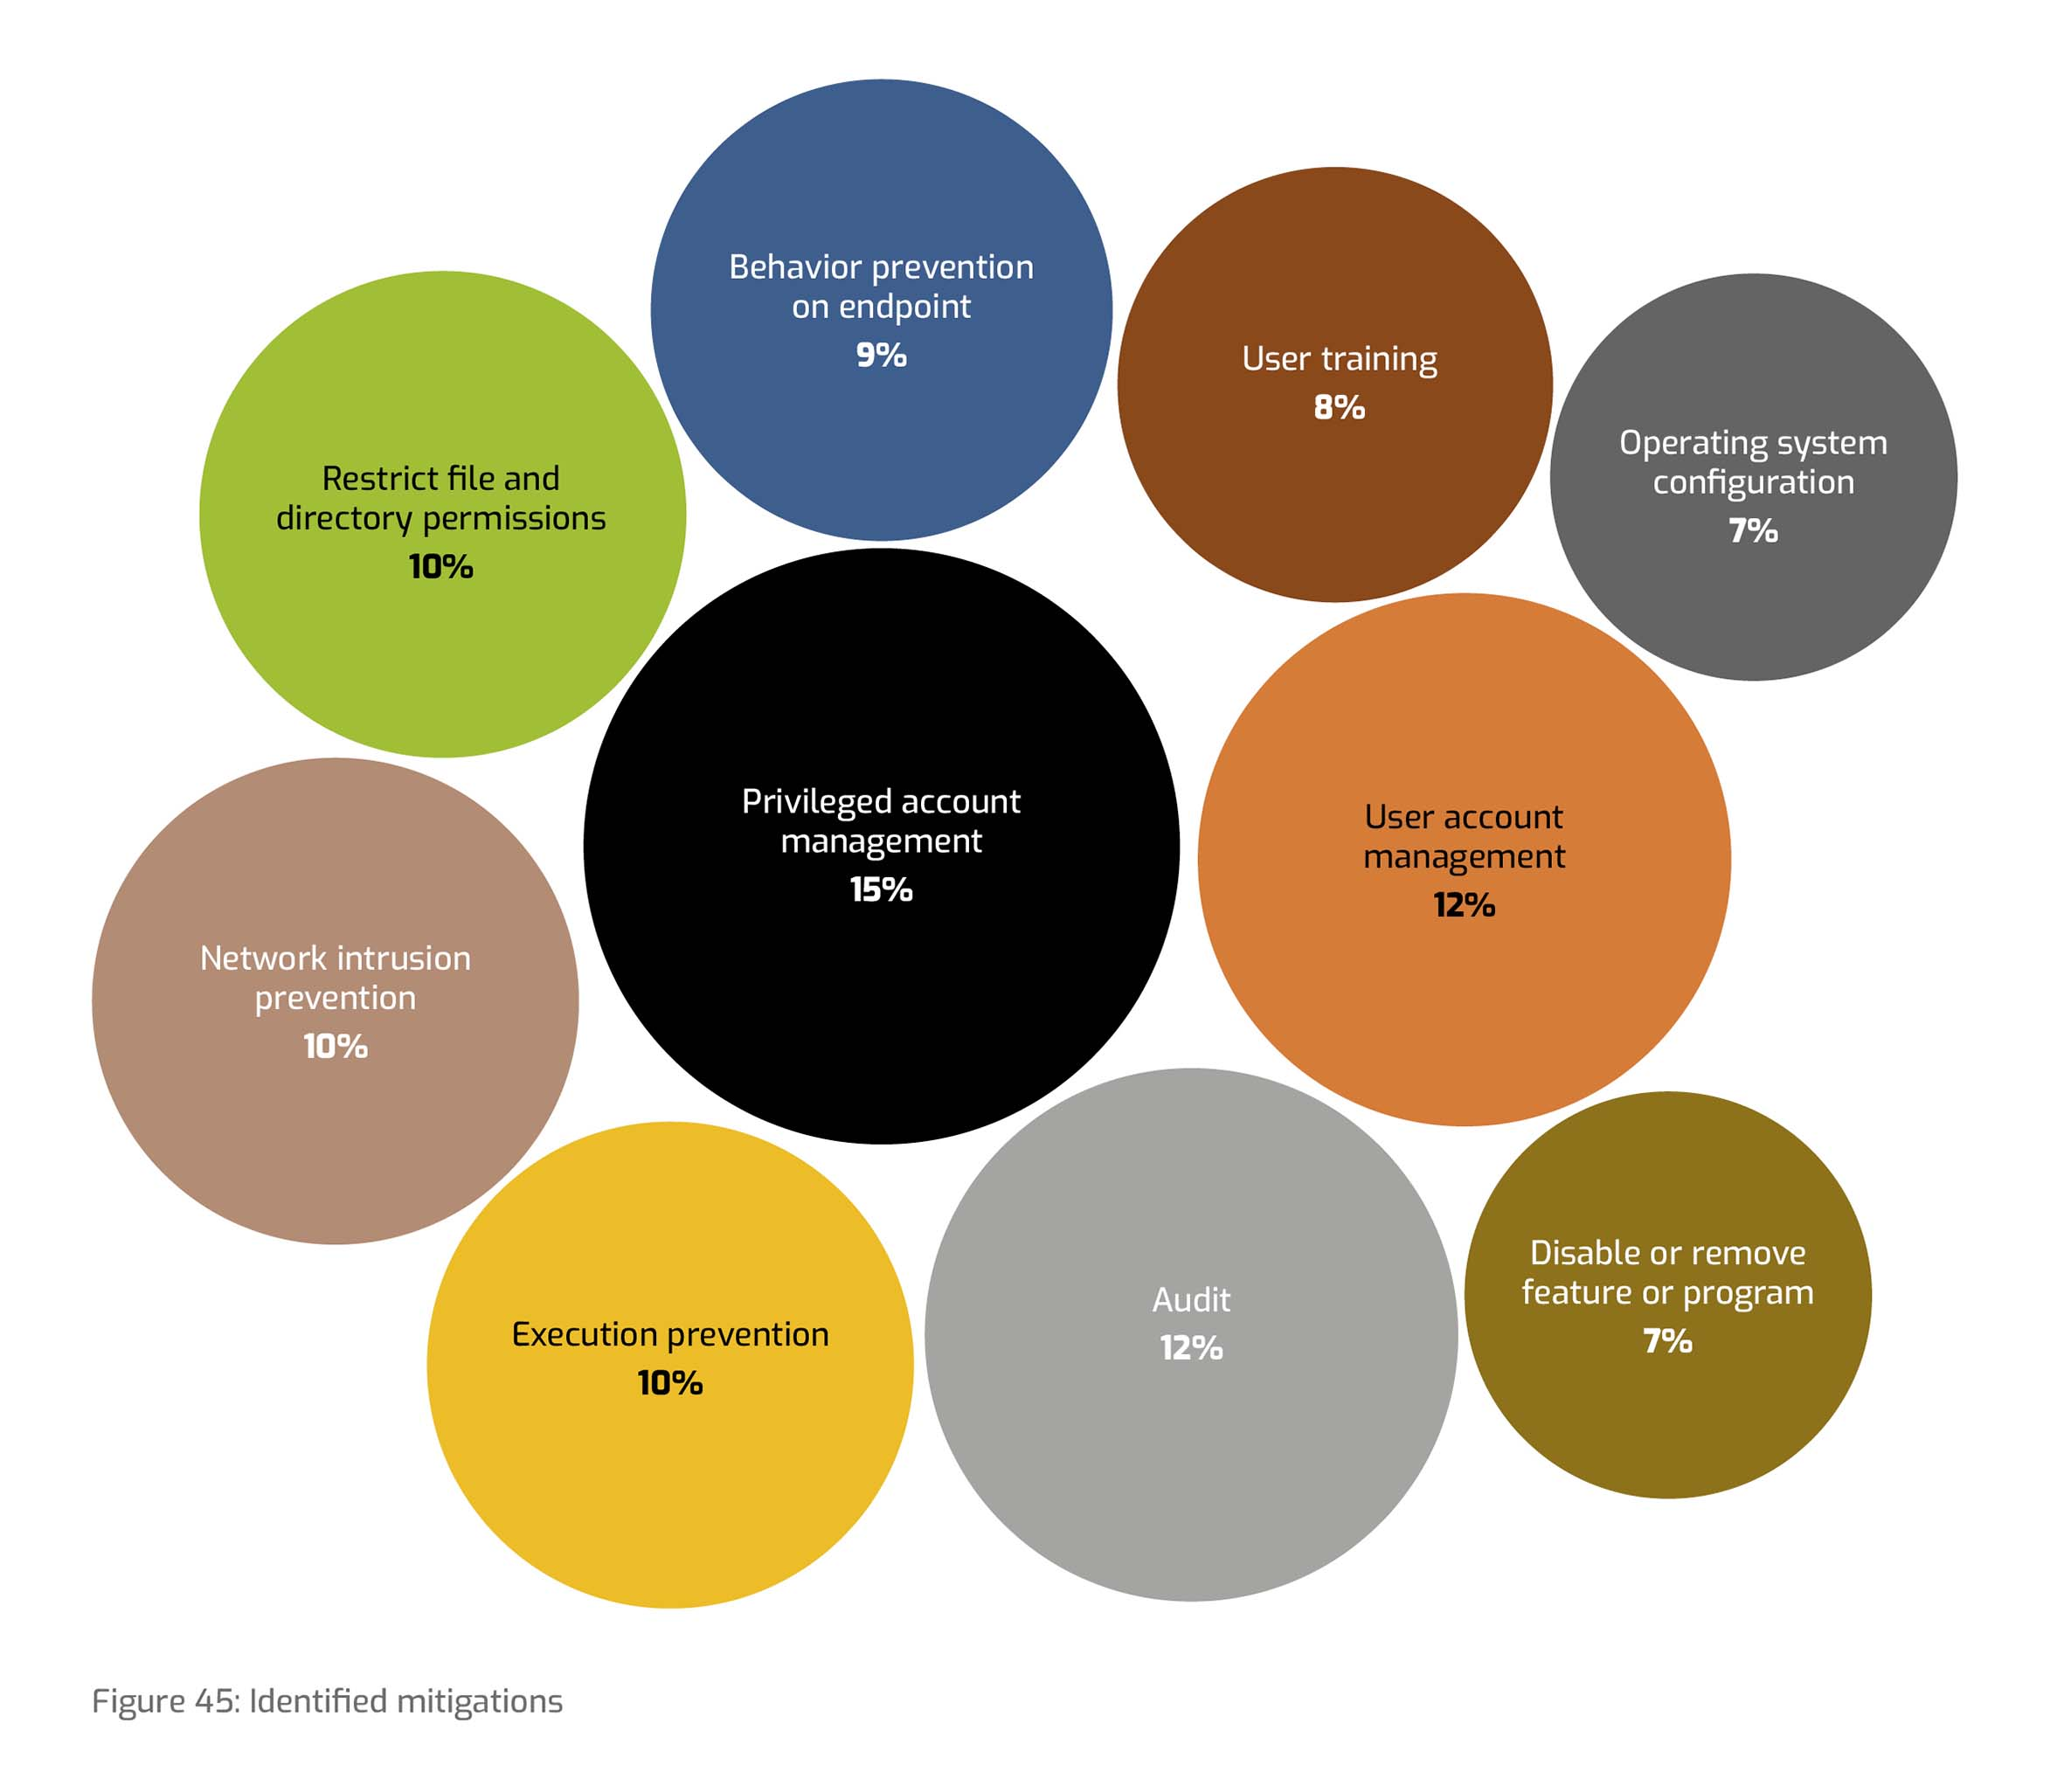 Behavior prevention
on endpoint
9%
User training
8%
Operating system
configuration
7%
Restrict file and
directory permissions
10%
Privileged account
management
15%
User account
management
12%
Network intrusion
prevention
10%
Execution prevention
10%
Audit
12%
Disable or remove
feature or program
7%
Figure 45: Identified mitigations